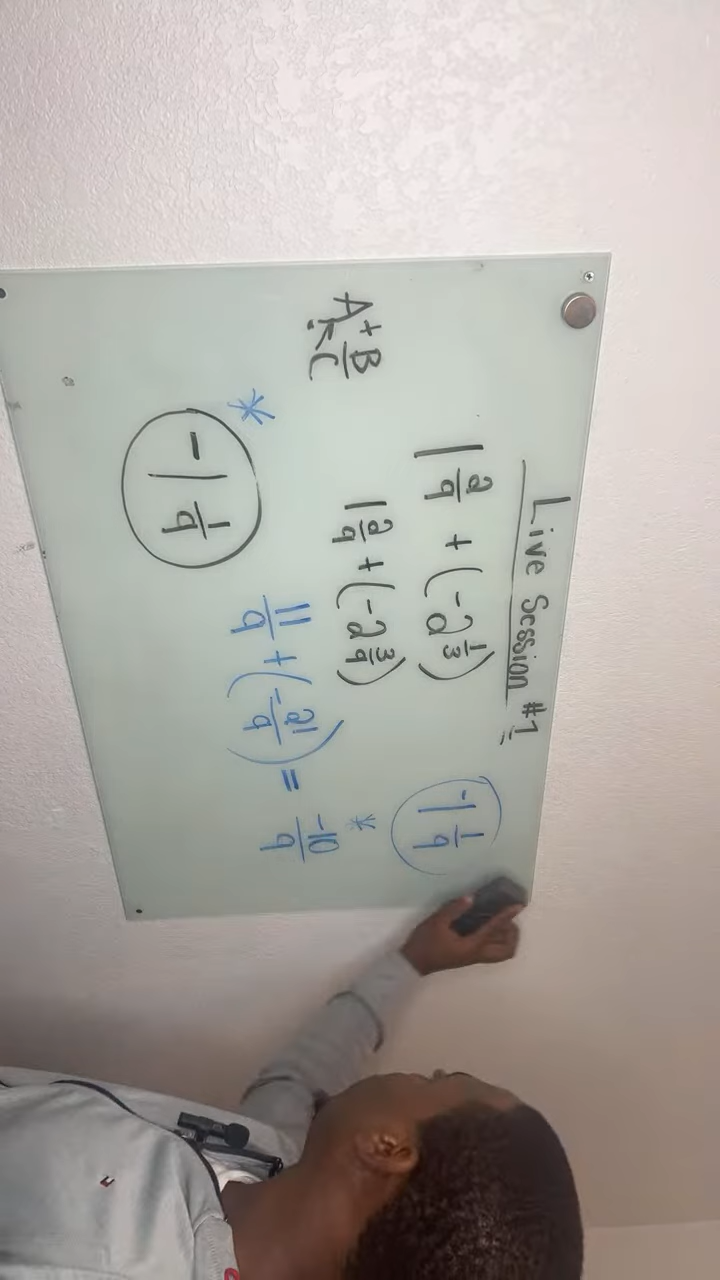 Live Session #1
1 2/9 + (-2 1/3)
-1 1/9
A + B/C
1 2/9 + (-2 3/9)
*
11/9 + (-21/9) = -10/9
*
-1 1/9